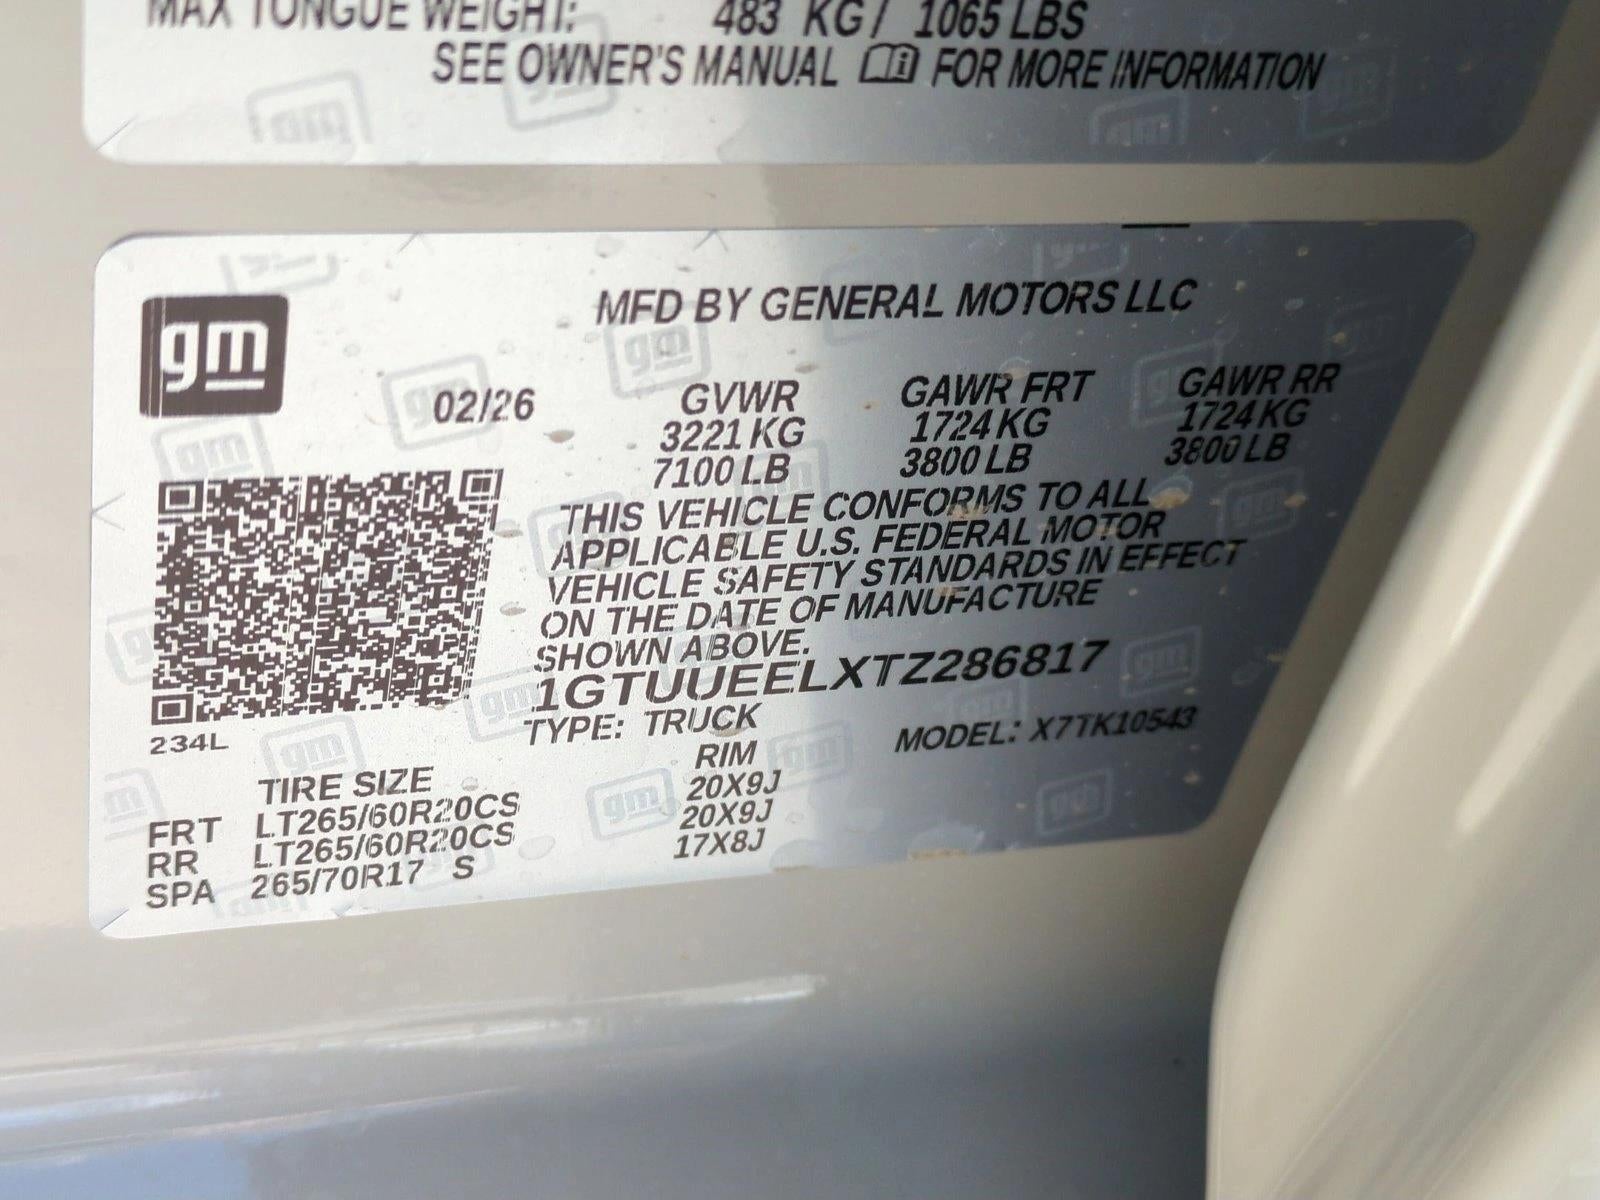 MAX TONGUE WEIGHT: 483 KG / 1065 LBS
SEE OWNER'S MANUAL FOR MORE INFORMATION
gm
MFD BY GENERAL MOTORS LLC
02/26 GVWR GAWR FRT GAWR RR
3221 KG 1724 KG 1724 KG
7100 LB 3800 LB 3800 LB
THIS VEHICLE CONFORMS TO ALL
APPLICABLE U.S. FEDERAL MOTOR
VEHICLE SAFETY STANDARDS IN EFFECT
ON THE DATE OF MANUFACTURE
SHOWN ABOVE.
1GTUUEELXTZ286817
TYPE: TRUCK MODEL: X7TK10543
234L
TIRE SIZE RIM
FRT LT265/60R20CS 20X9J
RR LT265/60R20CS 20X9J
SPA 265/70R17 S 17X8J